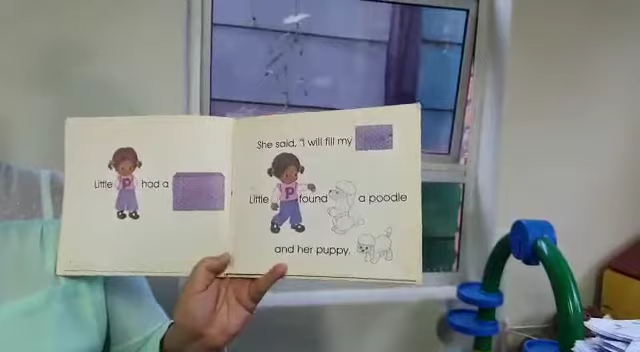 Little P had a
She said, "I will fill my
Little P found a poodle
and her puppy.